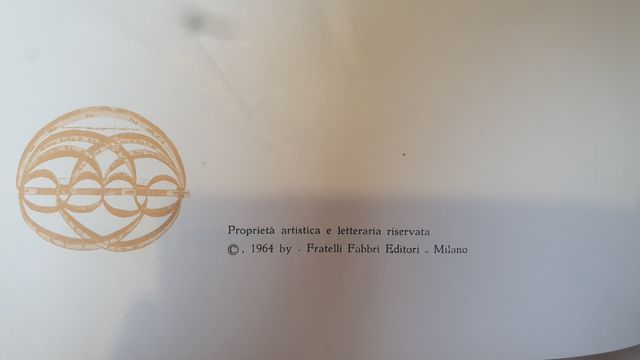 Proprietà artistica e letteraria riservata
©, 1964 by - Fratelli Fabbri Editori - Milano